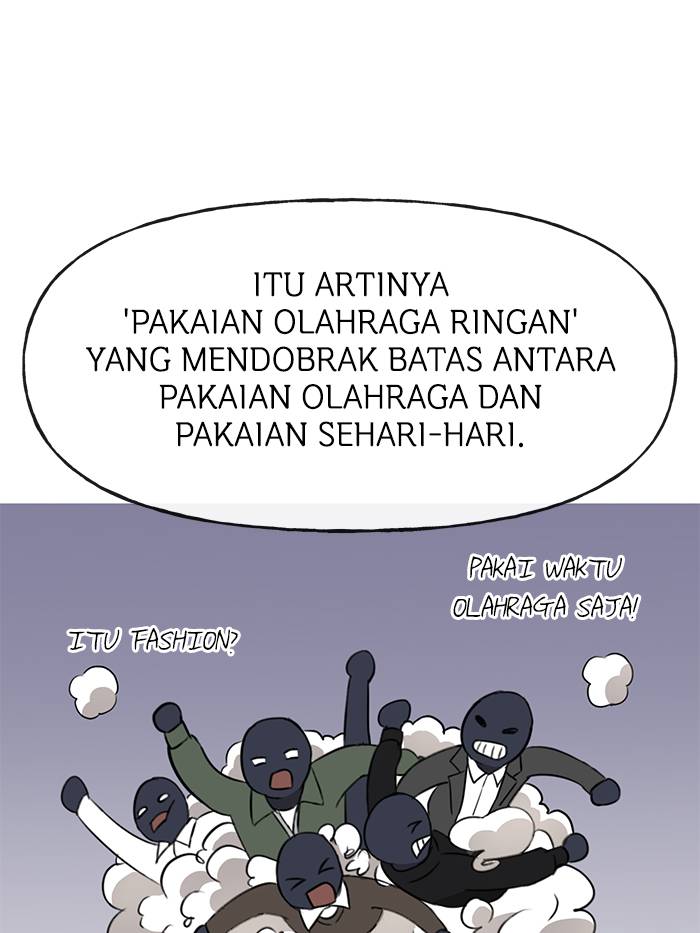 ITU ARTINYA
'PAKAIAN OLAHRAGA RINGAN'
YANG MENDOBRAK BATAS ANTARA
PAKAIAN OLAHRAGA DAN
PAKAIAN SEHARI-HARI.
PAKAI WAKTU
OLAHRAGA SAJA!
ITU FASHION?